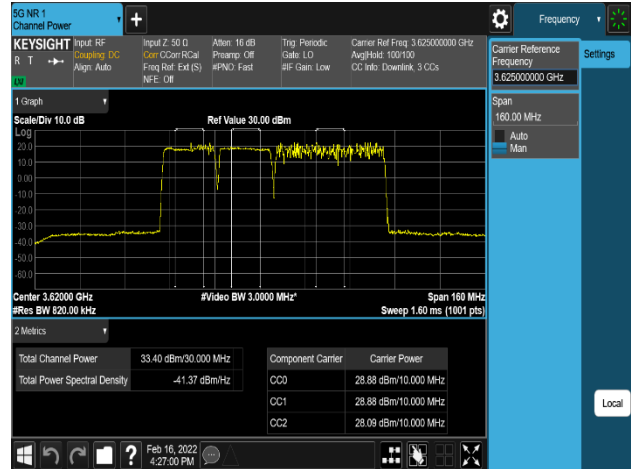 5G NR 1
Channel Power
Frequency
KEYSIGHT
R T
LXI
Input: RF
Coupling: DC
Align: Auto
Input Z: 50 Ω
Corr CCorr RCal
Freq Ref: Ext (S)
NFE: Off
Atten: 16 dB
Preamp: Off
#PNO: Fast
Trig: Periodic
Gate: LO
#IF Gain: Low
Carrier Ref Freq: 3.625000000 GHz
Avg|Hold: 100/100
CC Info: Downlink, 3 CCs
Carrier Reference
Frequency
3.625000000 GHz
Settings
Span
160.00 MHz
Auto
Man
1 Graph
Scale/Div 10.0 dB
Ref Value 30.00 dBm
Log
20.0
10.0
0.00
-10.0
-20.0
-30.0
-40.0
-50.0
-60.0
Center 3.62000 GHz
#Video BW 3.0000 MHz*
Span 160 MHz
#Res BW 820.00 kHz
Sweep 1.60 ms (1001 pts)
2 Metrics
Total Channel Power 33.40 dBm/30.000 MHz
Total Power Spectral Density -41.37 dBm/Hz
Component Carrier Carrier Power
CC0 28.88 dBm/10.000 MHz
CC1 28.88 dBm/10.000 MHz
CC2 28.09 dBm/10.000 MHz
Local
?
Feb 16, 2022
4:27:00 PM